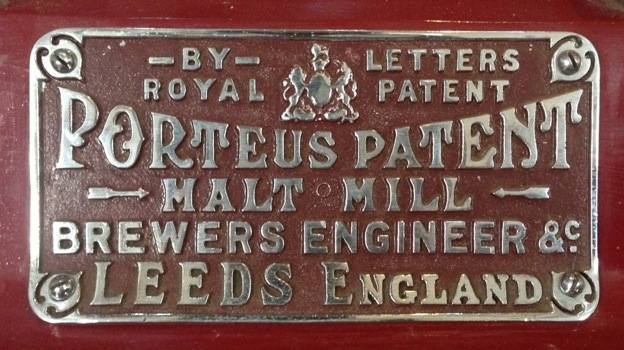 —BY— LETTERS
ROYAL PATENT
PORTEUS PATENT
MALT MILL
BREWERS ENGINEER &c
LEEDS ENGLAND